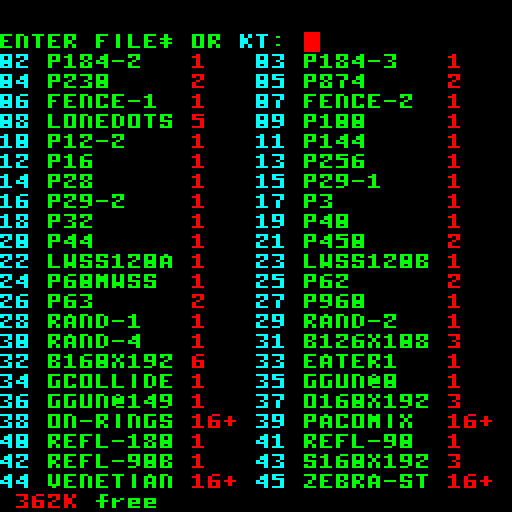 ENTER FILE# OR KT:
02 P184-2 1 03 P184-3 1
04 P230 2 05 P874 2
06 FENCE-1 1 07 FENCE-2 1
08 LONEDOTS 5 09 P100 1
10 P12-2 1 11 P144 1
12 P16 1 13 P256 1
14 P28 1 15 P29-1 1
16 P29-2 1 17 P3 1
18 P32 1 19 P40 1
20 P44 1 21 P450 2
22 LWSS120A 1 23 LWSS120B 1
24 P60MWSS 1 25 P62 2
26 P63 2 27 P960 1
28 RAND-1 1 29 RAND-2 1
30 RAND-4 1 31 B126X188 3
32 B160X192 6 33 EATER1 1
34 GCOLLIDE 1 35 GGUN@0 1
36 GGUN@149 1 37 O160X192 3
38 ON-RINGS 16+ 39 PACOMIX 16+
40 REFL-180 1 41 REFL-90 1
42 REFL-90B 1 43 S160X192 3
44 VENETIAN 16+ 45 ZEBRA-ST 16+
362K free